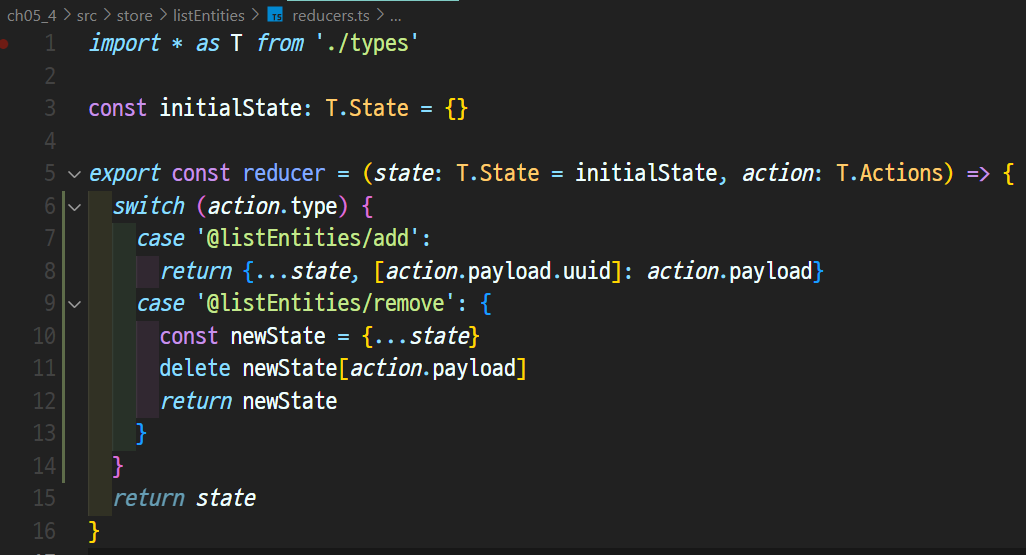 ch05_4 > src > store > listEntities > TS reducers.ts > ...
1 import * as T from './types'
2
3 const initialState: T.State = {}
4
5 export const reducer = (state: T.State = initialState, action: T.Actions) => {
6 switch (action.type) {
7 case '@listEntities/add':
8 return {...state, [action.payload.uuid]: action.payload}
9 case '@listEntities/remove': {
10 const newState = {...state}
11 delete newState[action.payload]
12 return newState
13 }
14 }
15 return state
16 }